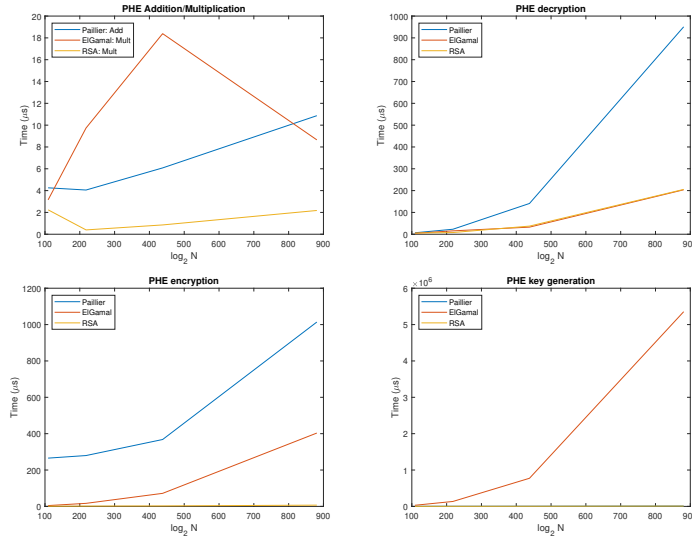 PHE Addition/Multiplication
20
18
16
14
12
10
8
6
4
2
0
Time (μs)
Paillier: Add
ElGamal: Mult
RSA: Mult
100 200 300 400 500 600 700 800 900
log2 N
PHE decryption
1000
900
800
700
600
500
400
300
200
100
0
Time (μs)
Paillier
ElGamal
RSA
100 200 300 400 500 600 700 800 900
log2 N
PHE encryption
1200
1000
800
600
400
200
0
Time (μs)
Paillier
ElGamal
RSA
100 200 300 400 500 600 700 800 900
log2 N
PHE key generation
×10^6
6
5
4
3
2
1
0
Time (μs)
Paillier
ElGamal
RSA
100 200 300 400 500 600 700 800 900
log2 N